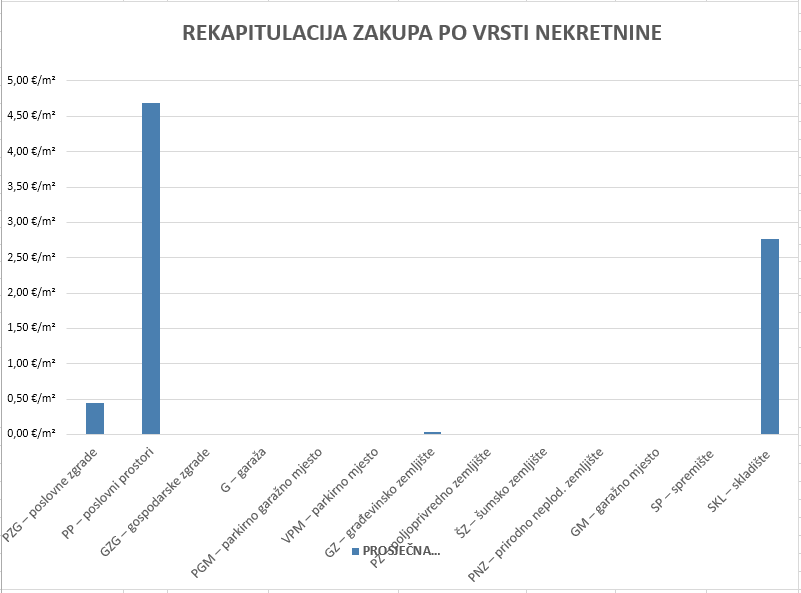 REKAPITULACIJA ZAKUPA PO VRSTI NEKRETNINE
5,00 €/m²
4,50 €/m²
4,00 €/m²
3,50 €/m²
3,00 €/m²
2,50 €/m²
2,00 €/m²
1,50 €/m²
1,00 €/m²
0,50 €/m²
0,00 €/m²
PZG – poslovne zgrade
PP – poslovni prostori
GZG – gospodarske zgrade
G – garaža
PGM – parkirno garažno mjesto
VPM – parkirno mjesto
GZ – građevinsko zemljište
PZ – poljoprivredno zemljište
ŠZ – šumsko zemljište
PNZ – prirodno neplod. zemljište
GM – garažno mjesto
SP – spremište
SKL – skladište
PROSJEČNA...